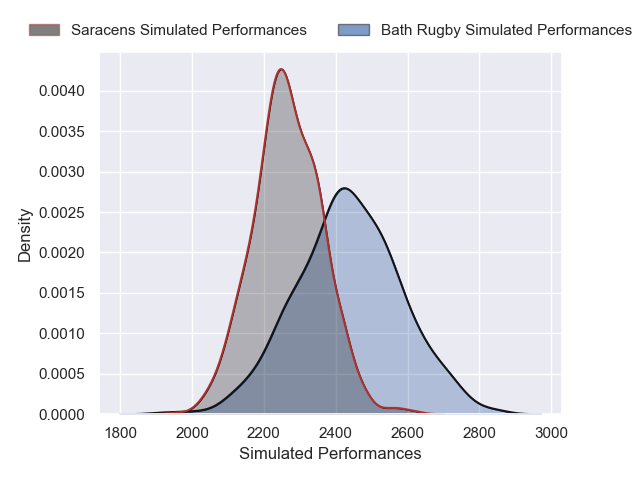 Saracens Simulated Performances Bath Rugby Simulated Performances
0.0040
0.0035
0.0030
0.0025
0.0020
0.0015
0.0010
0.0005
0.0000
Density
1800 2000 2200 2400 2600 2800 3000
Simulated Performances